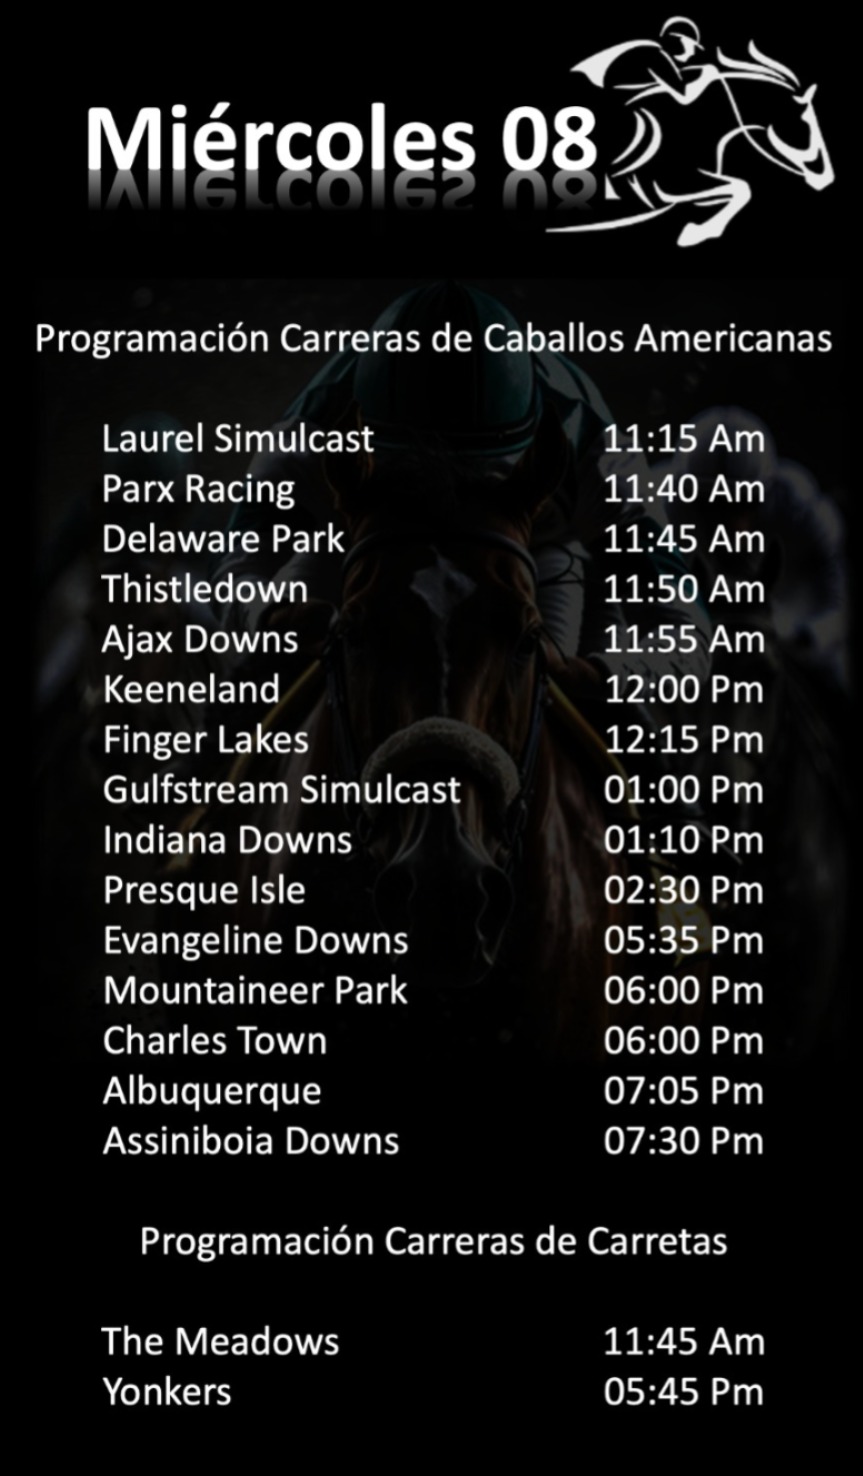 Miércoles 08
Programación Carreras de Caballos Americanas
Laurel Simulcast 11:15 Am
Parx Racing 11:40 Am
Delaware Park 11:45 Am
Thistledown 11:50 Am
Ajax Downs 11:55 Am
Keeneland 12:00 Pm
Finger Lakes 12:15 Pm
Gulfstream Simulcast 01:00 Pm
Indiana Downs 01:10 Pm
Presque Isle 02:30 Pm
Evangeline Downs 05:35 Pm
Mountaineer Park 06:00 Pm
Charles Town 06:00 Pm
Albuquerque 07:05 Pm
Assiniboia Downs 07:30 Pm
Programación Carreras de Carretas
The Meadows 11:45 Am
Yonkers 05:45 Pm